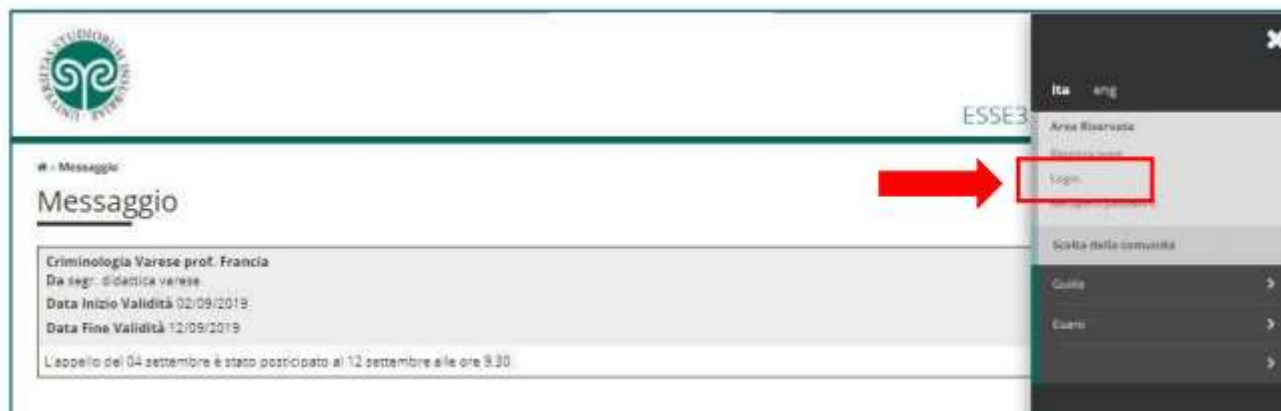 ESSE3
Messaggio
Messaggio
Criminologia Varese prof. Francia
Da segr. didattica varese
Data Inizio Validità 02/09/2019
Data Fine Validità 12/09/2019
L'appello del 04 settembre è stato posticipato al 12 settembre alle ore 9.30
ita eng
Area Riservata
Login
Scelta della comunità
Guida
Esami